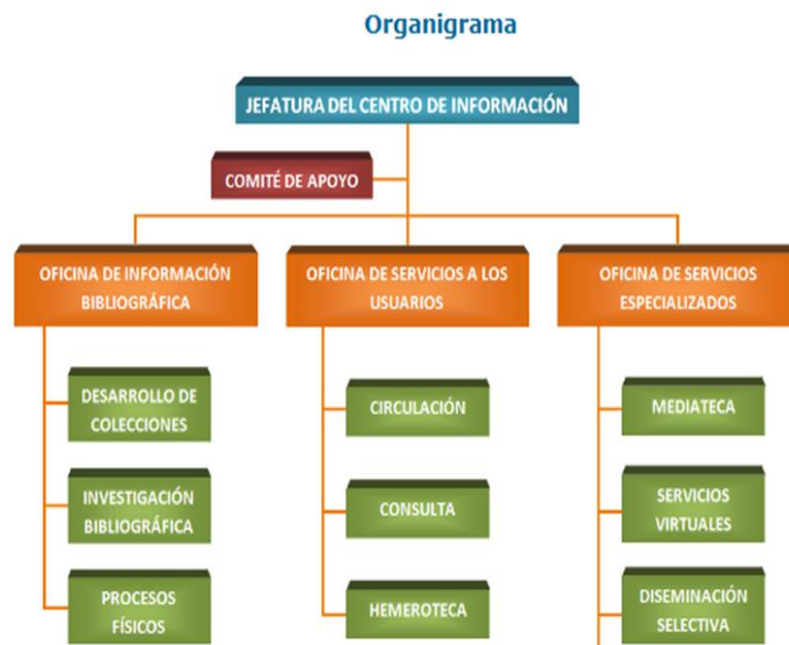 Organigrama
JEFATURA DEL CENTRO DE INFORMACIÓN
COMITÉ DE APOYO
OFICINA DE INFORMACIÓN
BIBLIOGRÁFICA
DESARROLLO DE
COLECCIONES
INVESTIGACIÓN
BIBLIOGRÁFICA
PROCESOS
FÍSICOS
OFICINA DE SERVICIOS A LOS
USUARIOS
CIRCULACIÓN
CONSULTA
HEMEROTECA
OFICINA DE SERVICIOS
ESPECIALIZADOS
MEDIATECA
SERVICIOS
VIRTUALES
DISEMINACIÓN
SELECTIVA